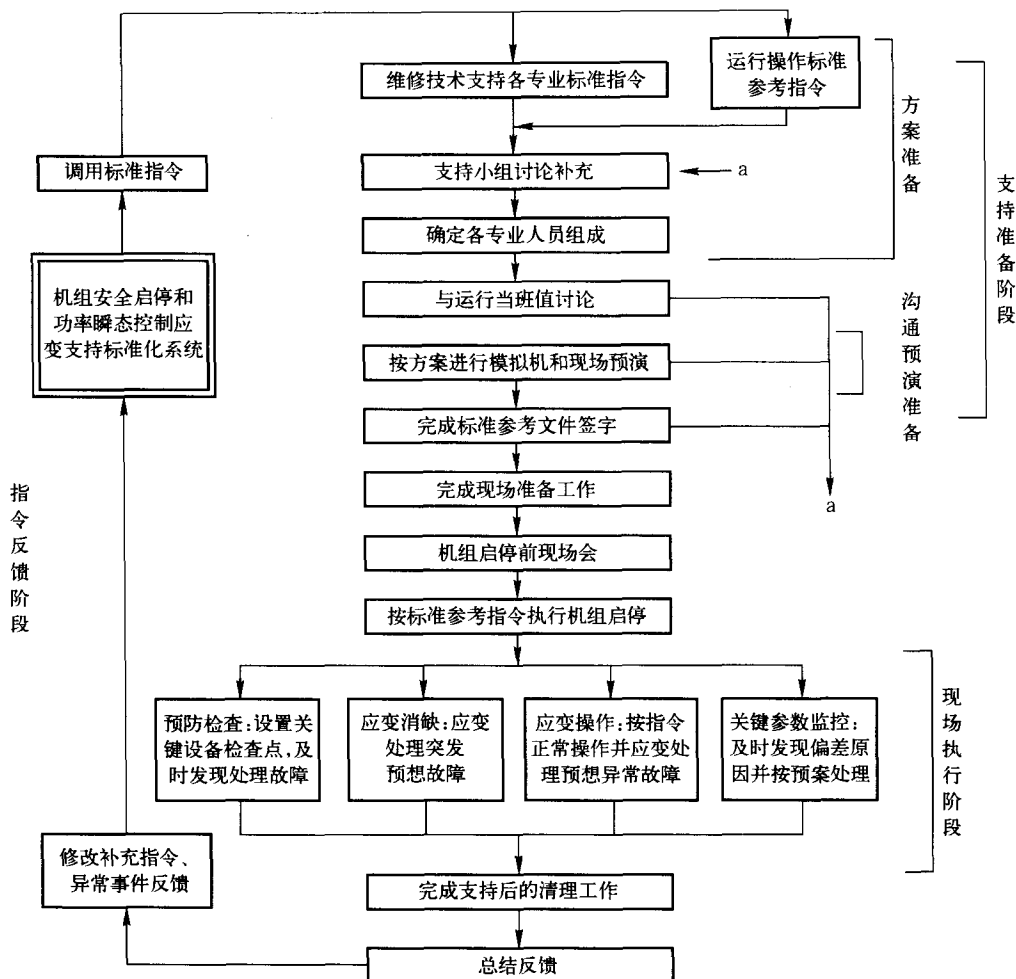 运行操作标准
参考指令
维修技术支持各专业标准指令
方案准备
调用标准指令
支持小组讨论补充
a
支持准备阶段
确定各专业人员组成
机组安全启停和
功率瞬态控制应
变支持标准化系统
与运行当班值讨论
沟通预演准备
按方案进行模拟机和现场预演
完成标准参考文件签字
完成现场准备工作
a
指令反馈阶段
机组启停前现场会
按标准参考指令执行机组启停
预防检查:设置关
键设备检查点,及
时发现处理故障
应变消缺:应变
处理突发
预想故障
应变操作:按指令
正常操作并应变处
理预想异常故障
关键参数监控:
及时发现偏差原
因并按预案处理
现场执行阶段
修改补充指令、
异常事件反馈
完成支持后的清理工作
总结反馈